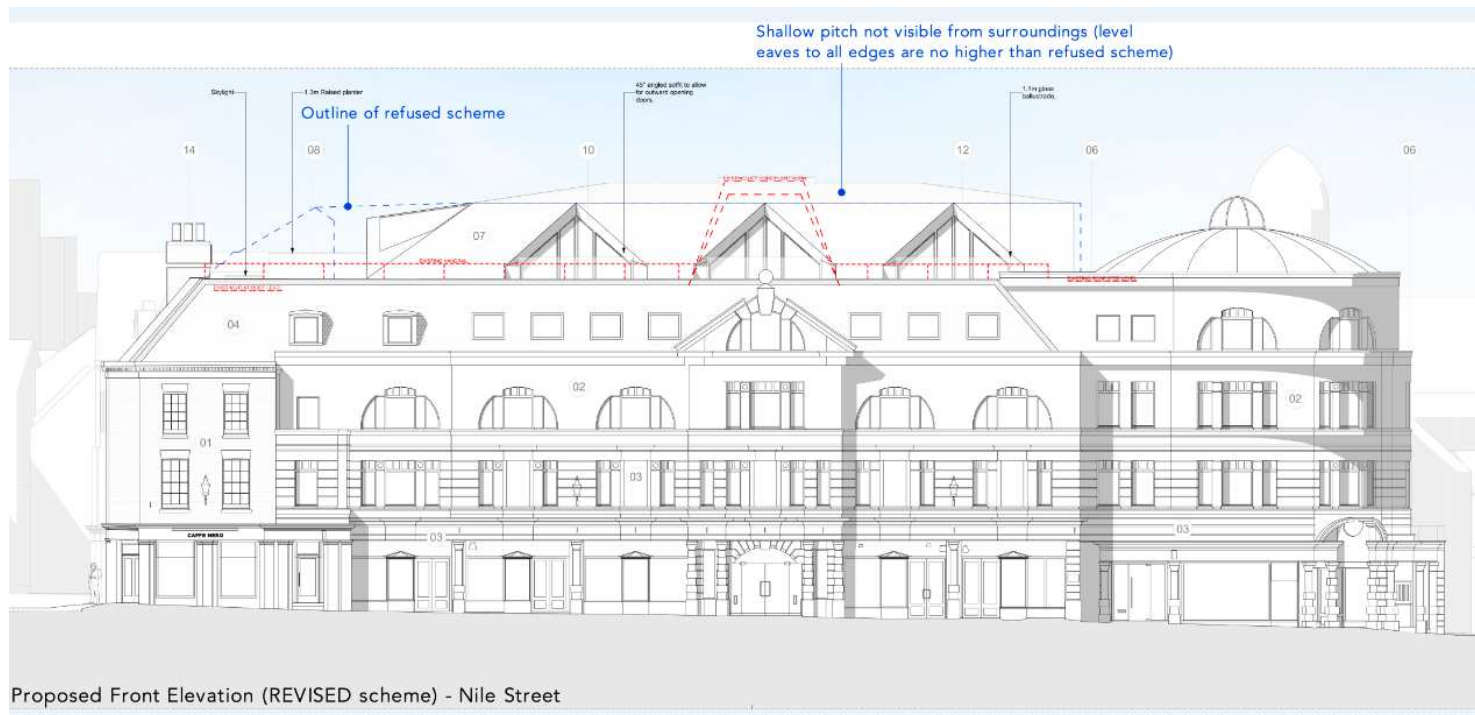 Shallow pitch not visible from surroundings (level
eaves to all edges are no higher than refused scheme)
Skylight
1.3m Raised planter
45° angled soffit to allow
for outward opening
doors.
1.1m glass
ballustrade.
Outline of refused scheme
14
08
10
12
06
06
07
04
02
02
01
03
CAFFE NERO
03
03
Proposed Front Elevation (REVISED scheme) - Nile Street